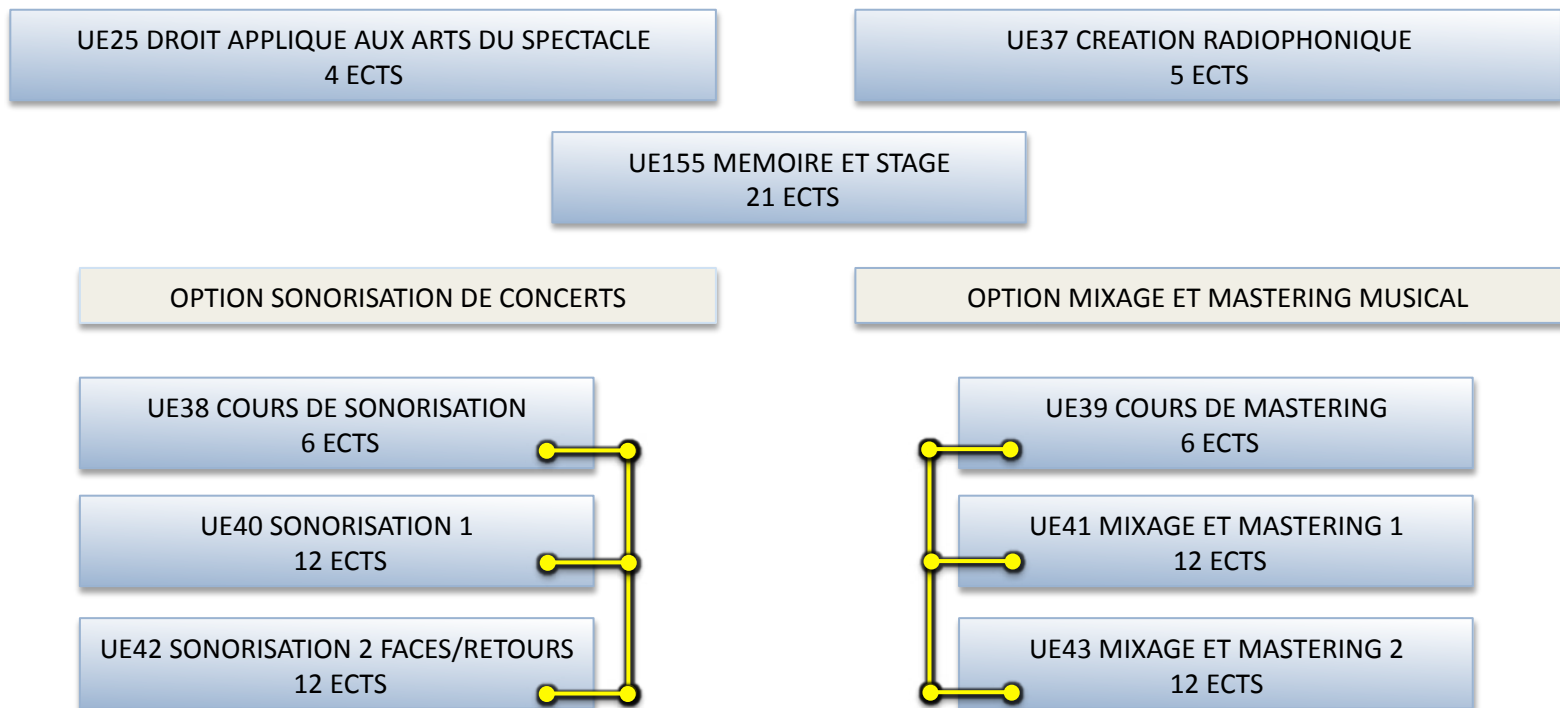 UE25 DROIT APPLIQUE AUX ARTS DU SPECTACLE
4 ECTS
UE37 CREATION RADIOPHONIQUE
5 ECTS
UE155 MEMOIRE ET STAGE
21 ECTS
OPTION SONORISATION DE CONCERTS
OPTION MIXAGE ET MASTERING MUSICAL
UE38 COURS DE SONORISATION
6 ECTS
UE39 COURS DE MASTERING
6 ECTS
UE40 SONORISATION 1
12 ECTS
UE41 MIXAGE ET MASTERING 1
12 ECTS
UE42 SONORISATION 2 FACES/RETOURS
12 ECTS
UE43 MIXAGE ET MASTERING 2
12 ECTS